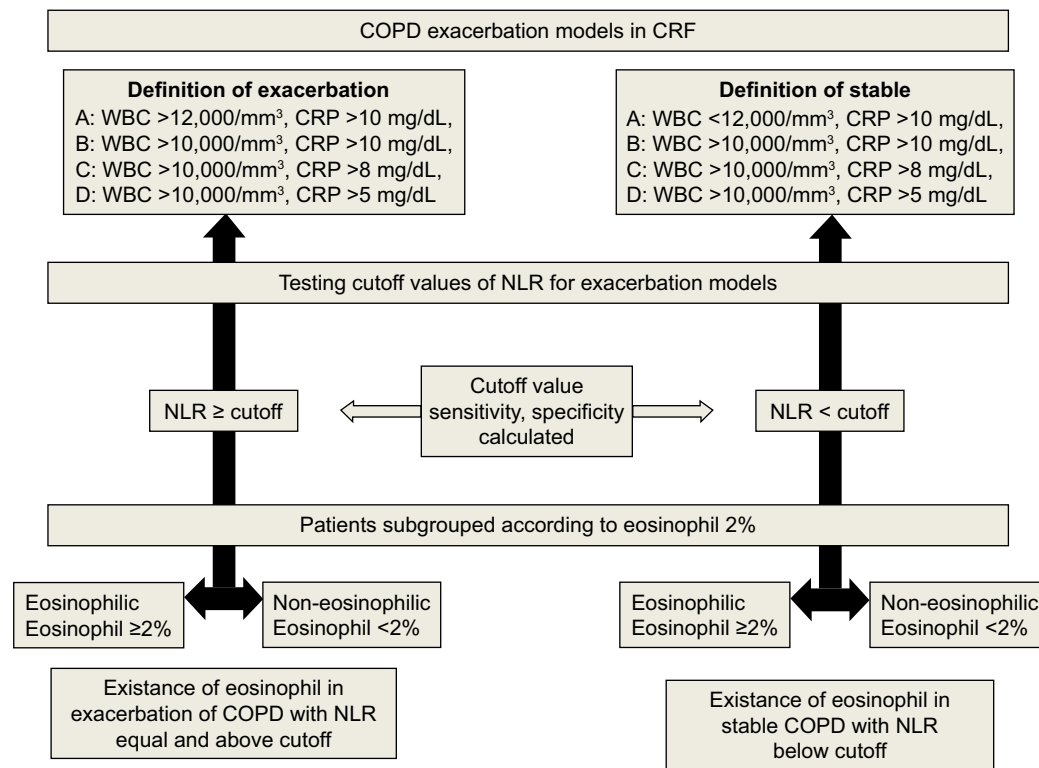 COPD exacerbation models in CRF
Definition of exacerbation
A: WBC >12,000/mm³, CRP >10 mg/dL,
B: WBC >10,000/mm³, CRP >10 mg/dL,
C: WBC >10,000/mm³, CRP >8 mg/dL,
D: WBC >10,000/mm³, CRP >5 mg/dL
Definition of stable
A: WBC <12,000/mm³, CRP >10 mg/dL,
B: WBC >10,000/mm³, CRP >10 mg/dL,
C: WBC >10,000/mm³, CRP >8 mg/dL,
D: WBC >10,000/mm³, CRP >5 mg/dL
Testing cutoff values of NLR for exacerbation models
NLR ≥ cutoff
Cutoff value
sensitivity, specificity
calculated
NLR < cutoff
Patients subgrouped according to eosinophil 2%
Eosinophilic
Eosinophil ≥2%
Non-eosinophilic
Eosinophil <2%
Eosinophilic
Eosinophil ≥2%
Non-eosinophilic
Eosinophil <2%
Existance of eosinophil in
exacerbation of COPD with NLR
equal and above cutoff
Existance of eosinophil in
stable COPD with NLR
below cutoff